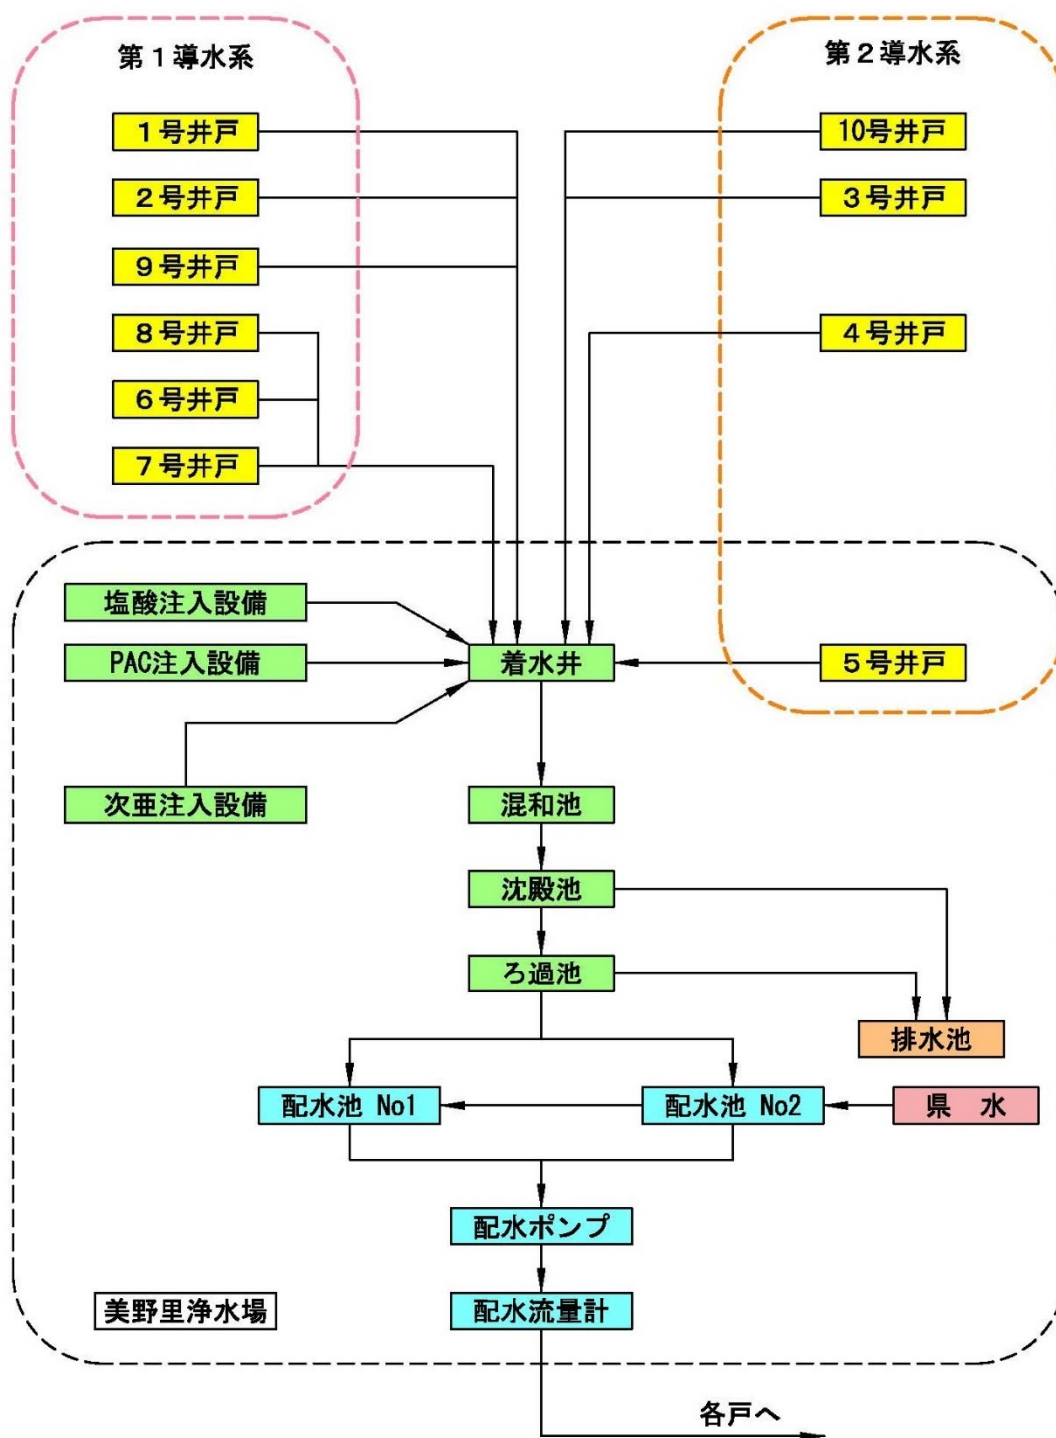 第１導水系
第２導水系
１号井戸
10号井戸
２号井戸
３号井戸
９号井戸
８号井戸
４号井戸
６号井戸
７号井戸
塩酸注入設備
PAC注入設備
着水井
５号井戸
次亜注入設備
混和池
沈殿池
ろ過池
排水池
配水池 No1
配水池 No2
県　水
配水ポンプ
美野里浄水場
配水流量計
各戸へ